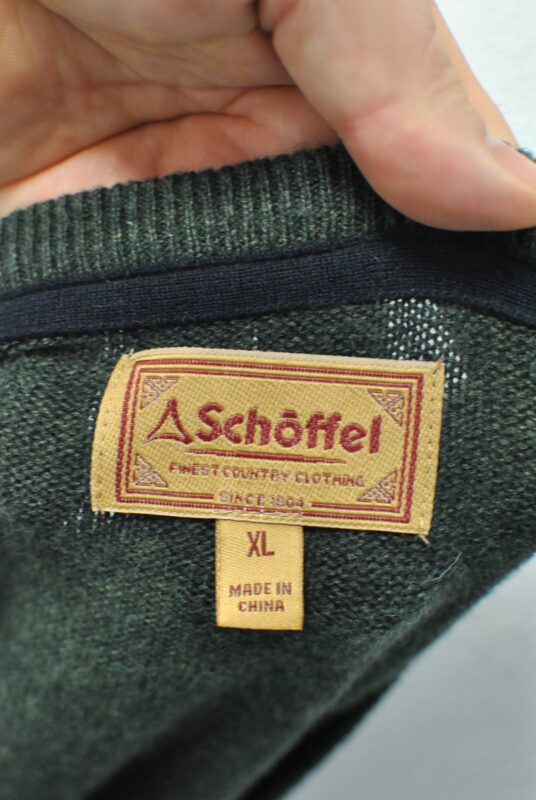 Schöffel
FINEST COUNTRY CLOTHING
SINCE 1804
XL
MADE IN
CHINA